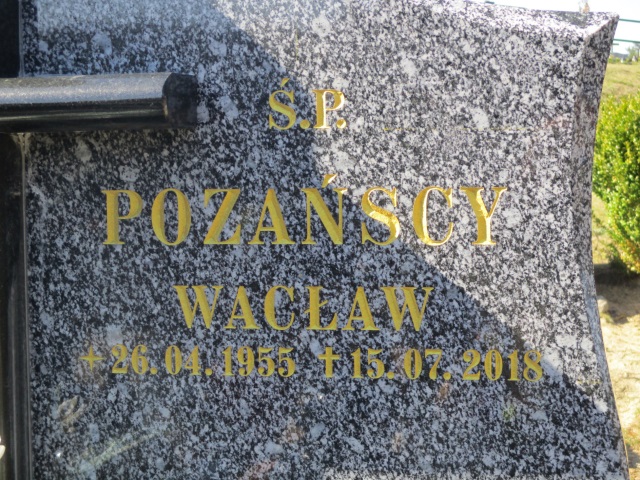 Ś.P.
POZAŃSCY
WACŁAW
+26.04.1955 ✝15.07.2018